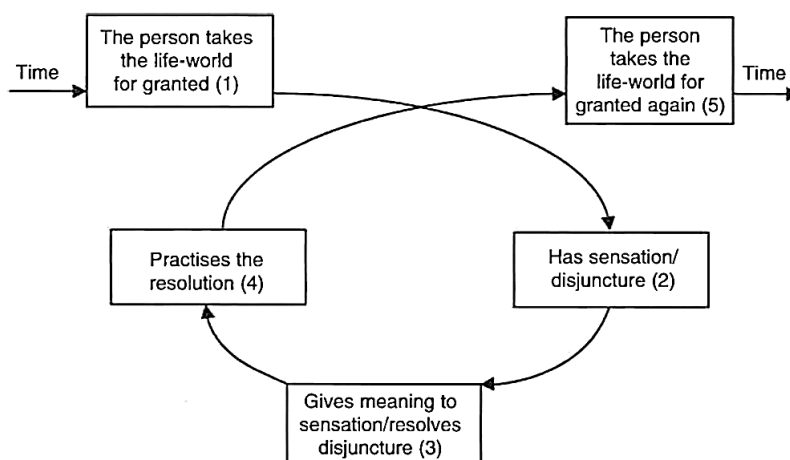 Time
The person takes
the life-world
for granted (1)
The person
takes the
life-world for
granted again (5)
Time
Practises the
resolution (4)
Has sensation/
disjuncture (2)
Gives meaning to
sensation/resolves
disjuncture (3)